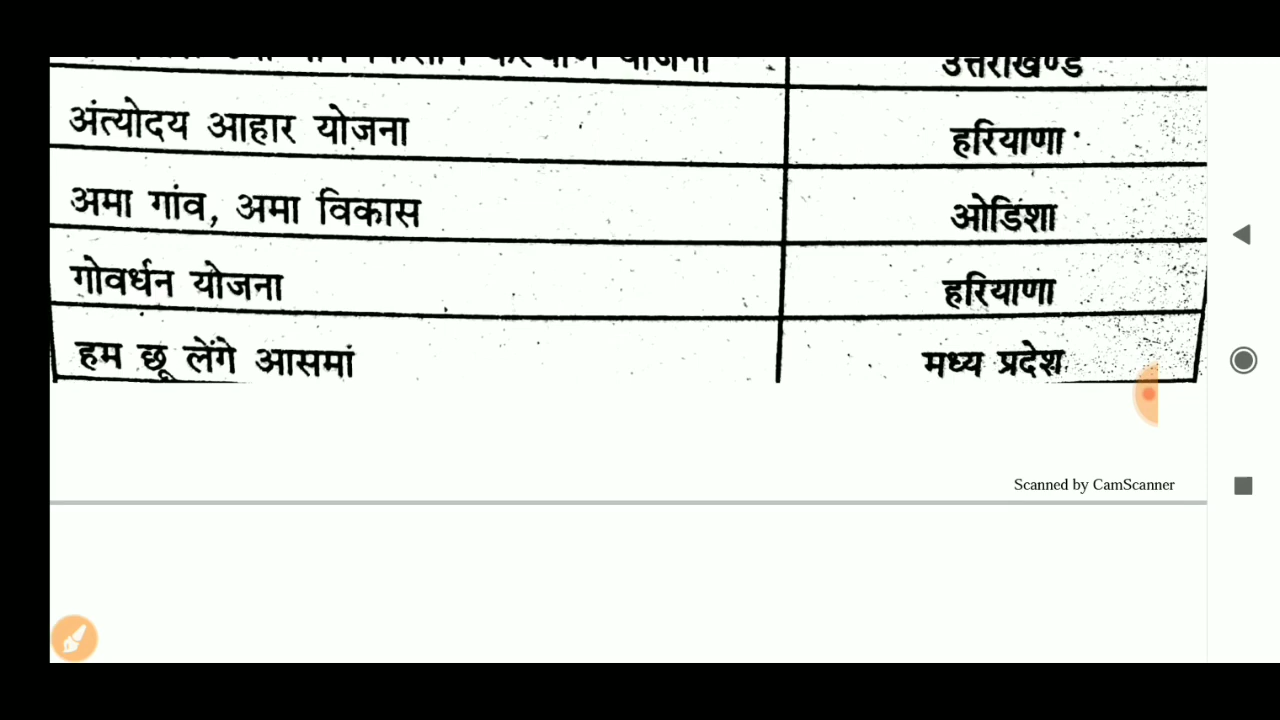 योजना उत्तराखण्ड
अंत्योदय आहार योजना हरियाणा
अमा गांव, अमा विकास ओडिशा
गोवर्धन योजना हरियाणा
हम छू लेंगे आसमां मध्य प्रदेश
Scanned by CamScanner